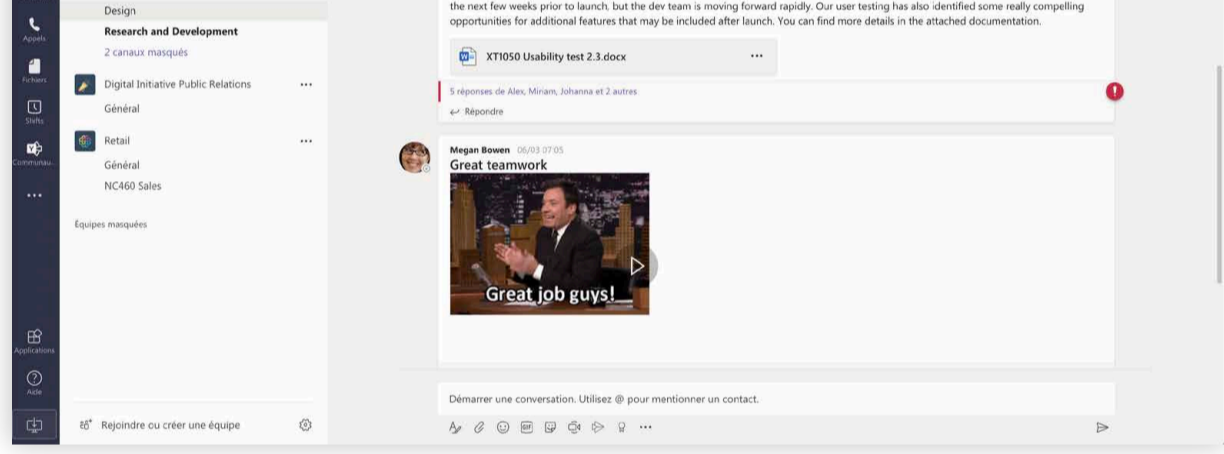 Appels
Fichiers
Shifts
Communau...
Applications
Aide
Design
Research and Development
2 canaux masqués
Digital Initiative Public Relations
Général
Retail
Général
NC460 Sales
Équipes masquées
Rejoindre ou créer une équipe
the next few weeks prior to launch, but the dev team is moving forward rapidly. Our user testing has also identified some really compelling
opportunities for additional features that may be included after launch. You can find more details in the attached documentation.
XT1050 Usability test 2.3.docx
5 réponses de Alex, Miriam, Johanna et 2 autres
Répondre
Megan Bowen 06/03 07:05
Great teamwork
Great job guys!
Démarrer une conversation. Utilisez @ pour mentionner un contact.
GIF